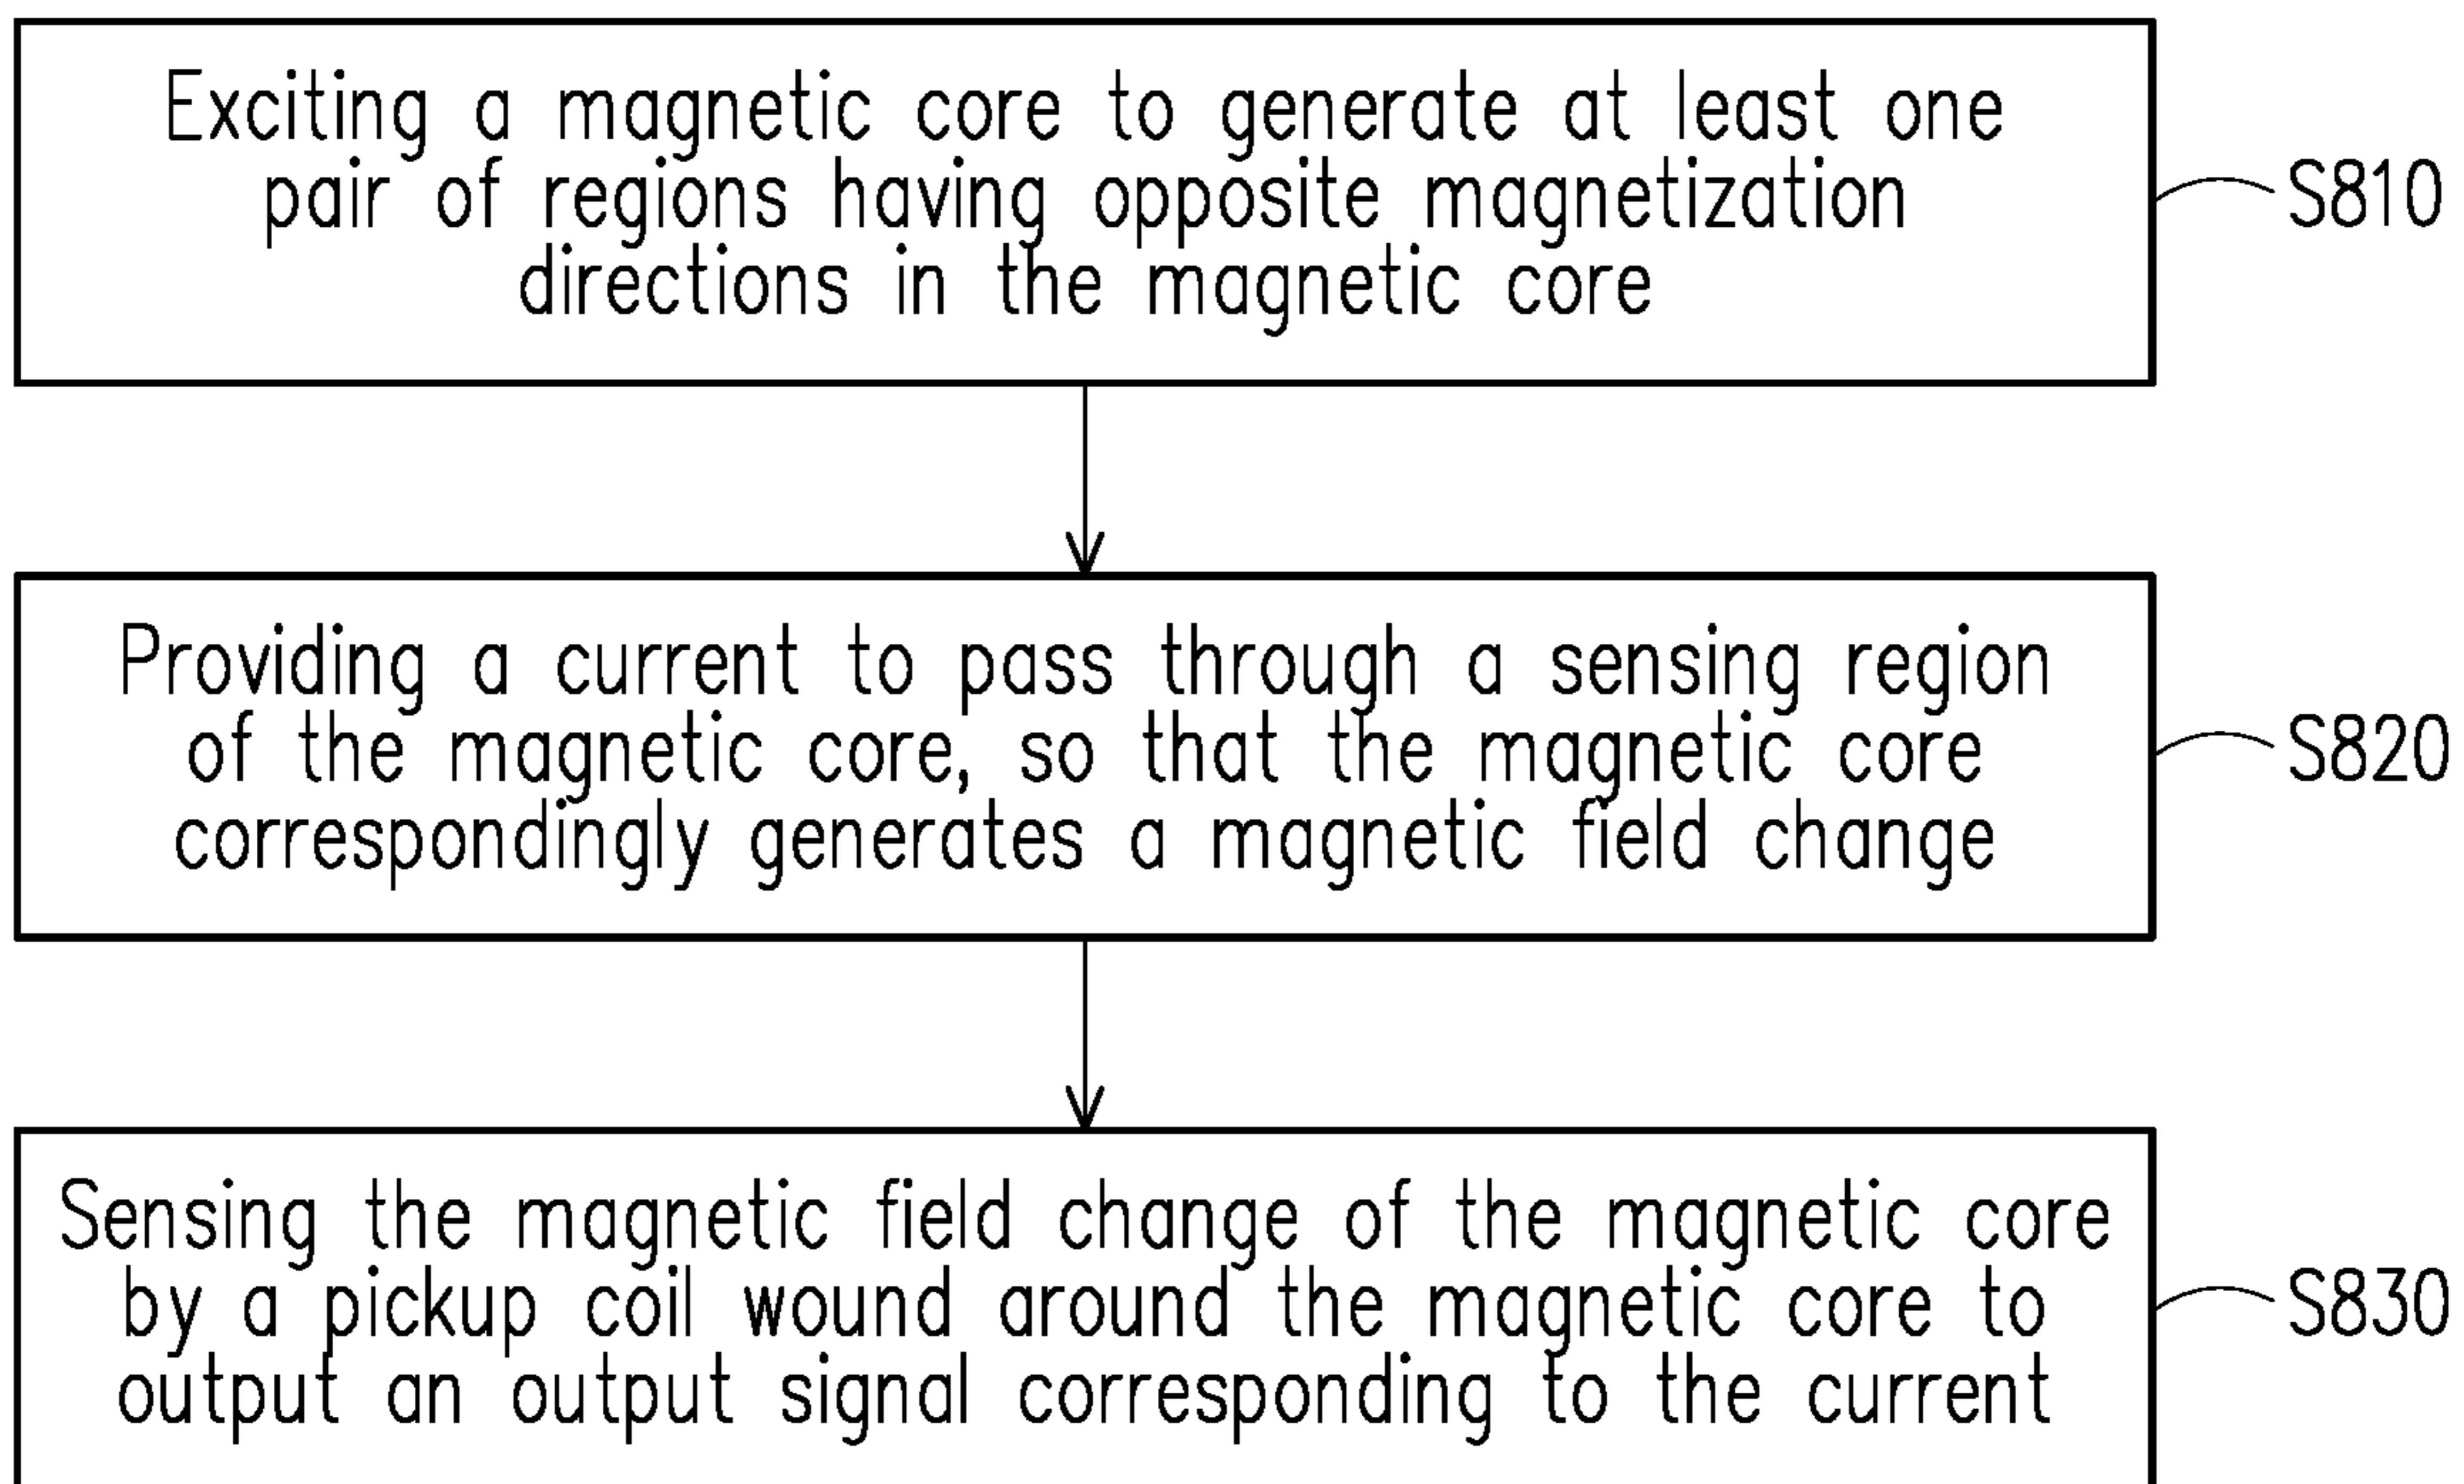 Exciting a magnetic core to generate at least one
pair of regions having opposite magnetization
directions in the magnetic core
S810
Providing a current to pass through a sensing region
of the magnetic core, so that the magnetic core
correspondingly generates a magnetic field change
S820
Sensing the magnetic field change of the magnetic core
by a pickup coil wound around the magnetic core to
output an output signal corresponding to the current
S830